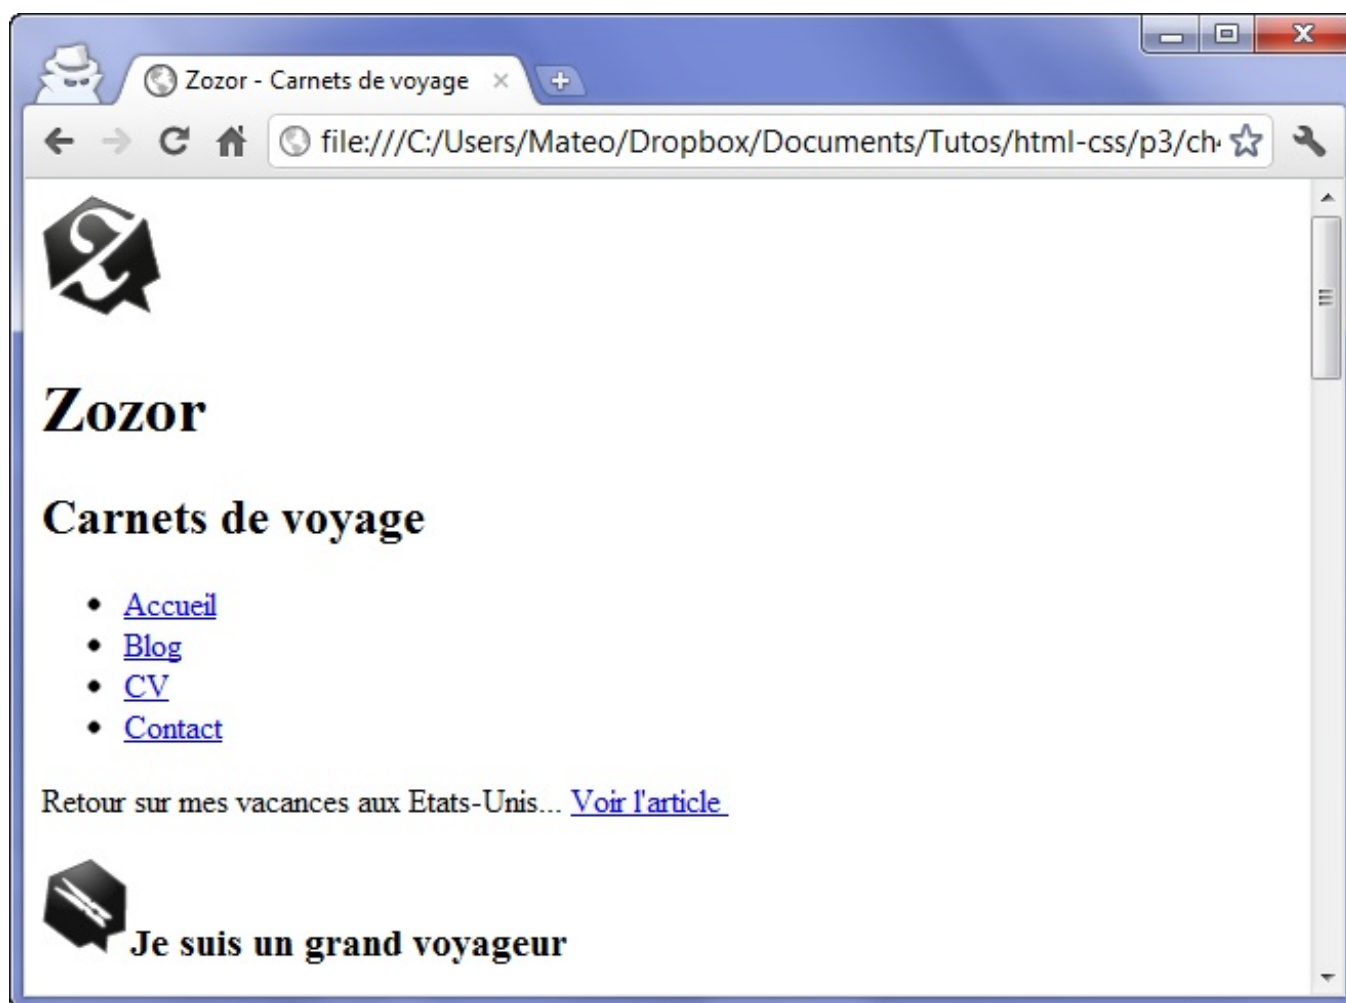 Zozor - Carnets de voyage
file:///C:/Users/Mateo/Dropbox/Documents/Tutos/html-css/p3/ch
Zozor
Carnets de voyage
Accueil
Blog
CV
Contact
Retour sur mes vacances aux Etats-Unis... Voir l'article
Je suis un grand voyageur